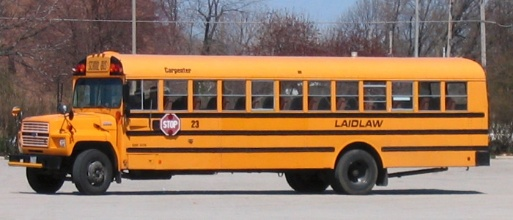 SCHOOL BUS
Carpenter
STOP
23
LAIDLAW